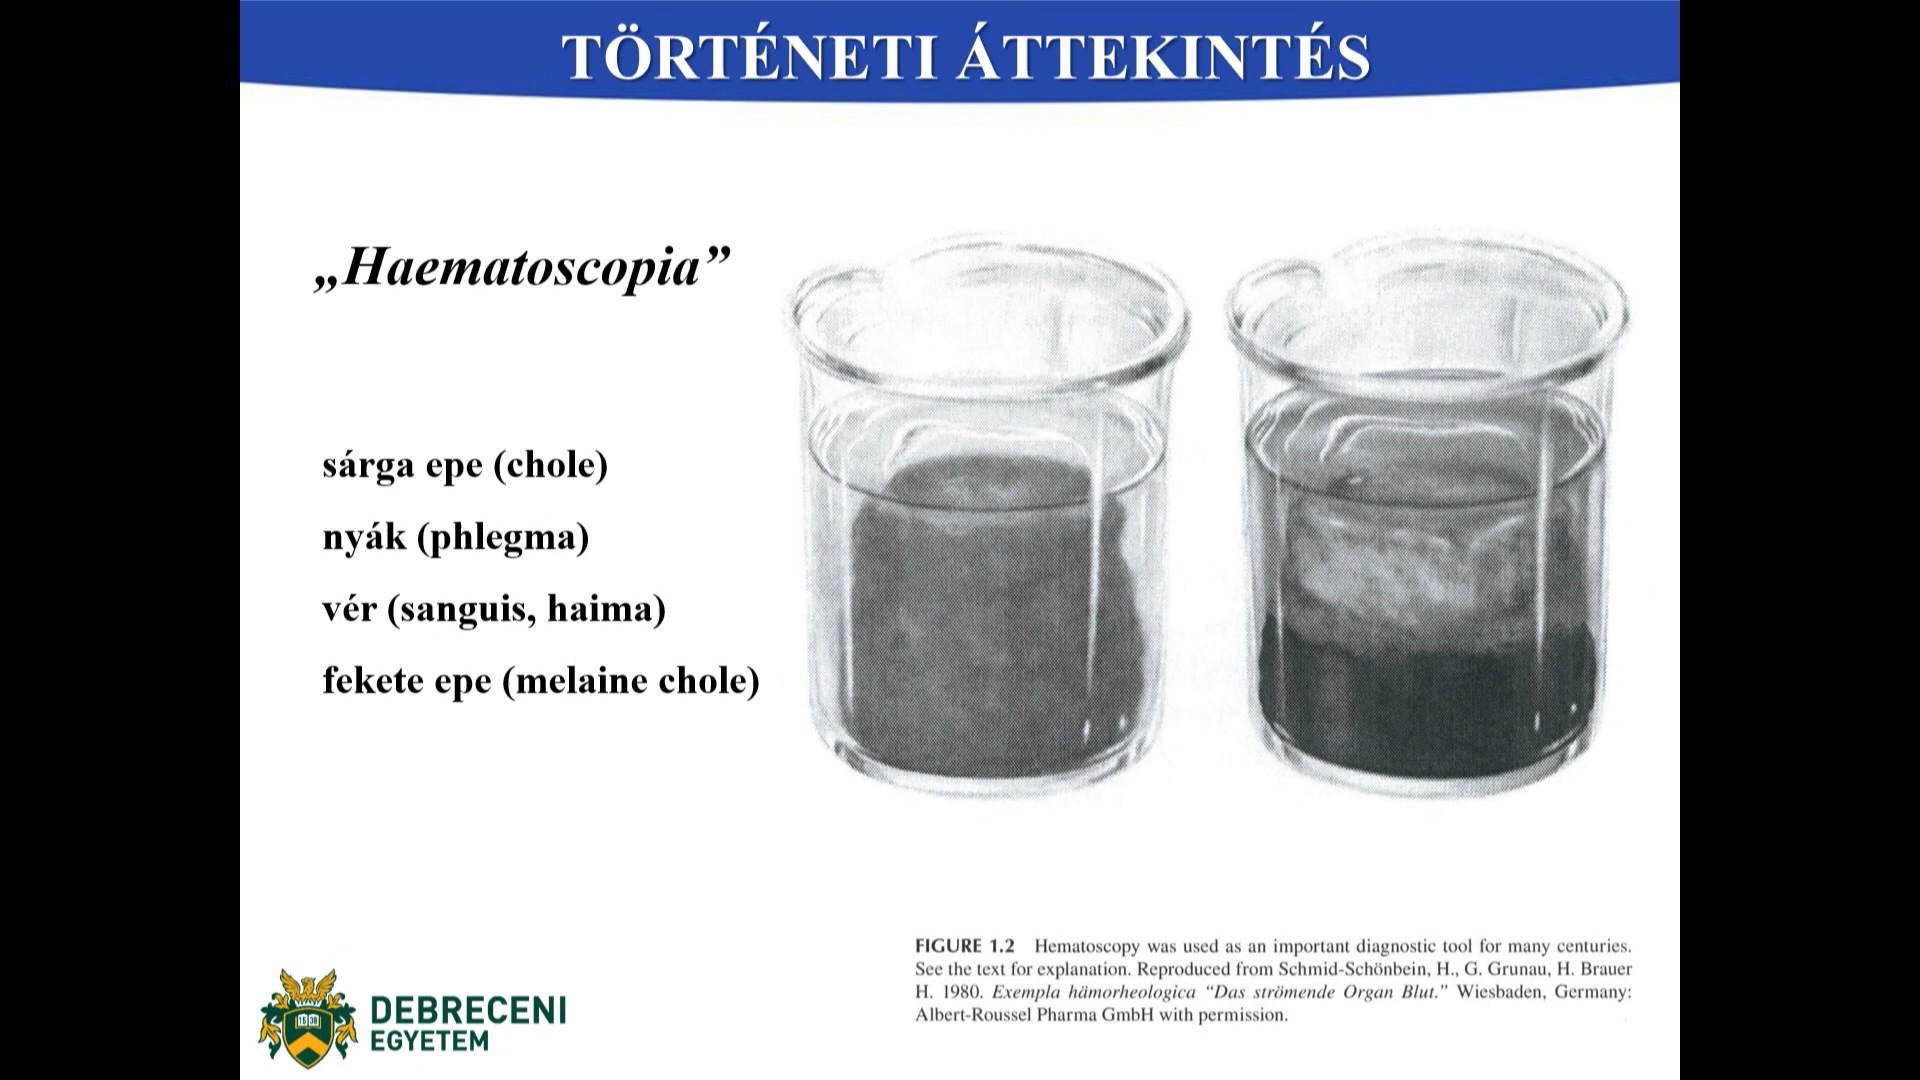 TÖRTÉNETI ÁTTEKINTÉS
„Haematoscopia”
sárga epe (chole)
nyák (phlegma)
vér (sanguis, haima)
fekete epe (melaine chole)
FIGURE 1.2 Hematoscopy was used as an important diagnostic tool for many centuries.
See the text for explanation. Reproduced from Schmid-Schönbein, H., G. Grunau, H. Brauer
H. 1980. Exempla hämorheologica “Das strömende Organ Blut.” Wiesbaden, Germany:
Albert-Roussel Pharma GmbH with permission.
DEBRECENI
EGYETEM